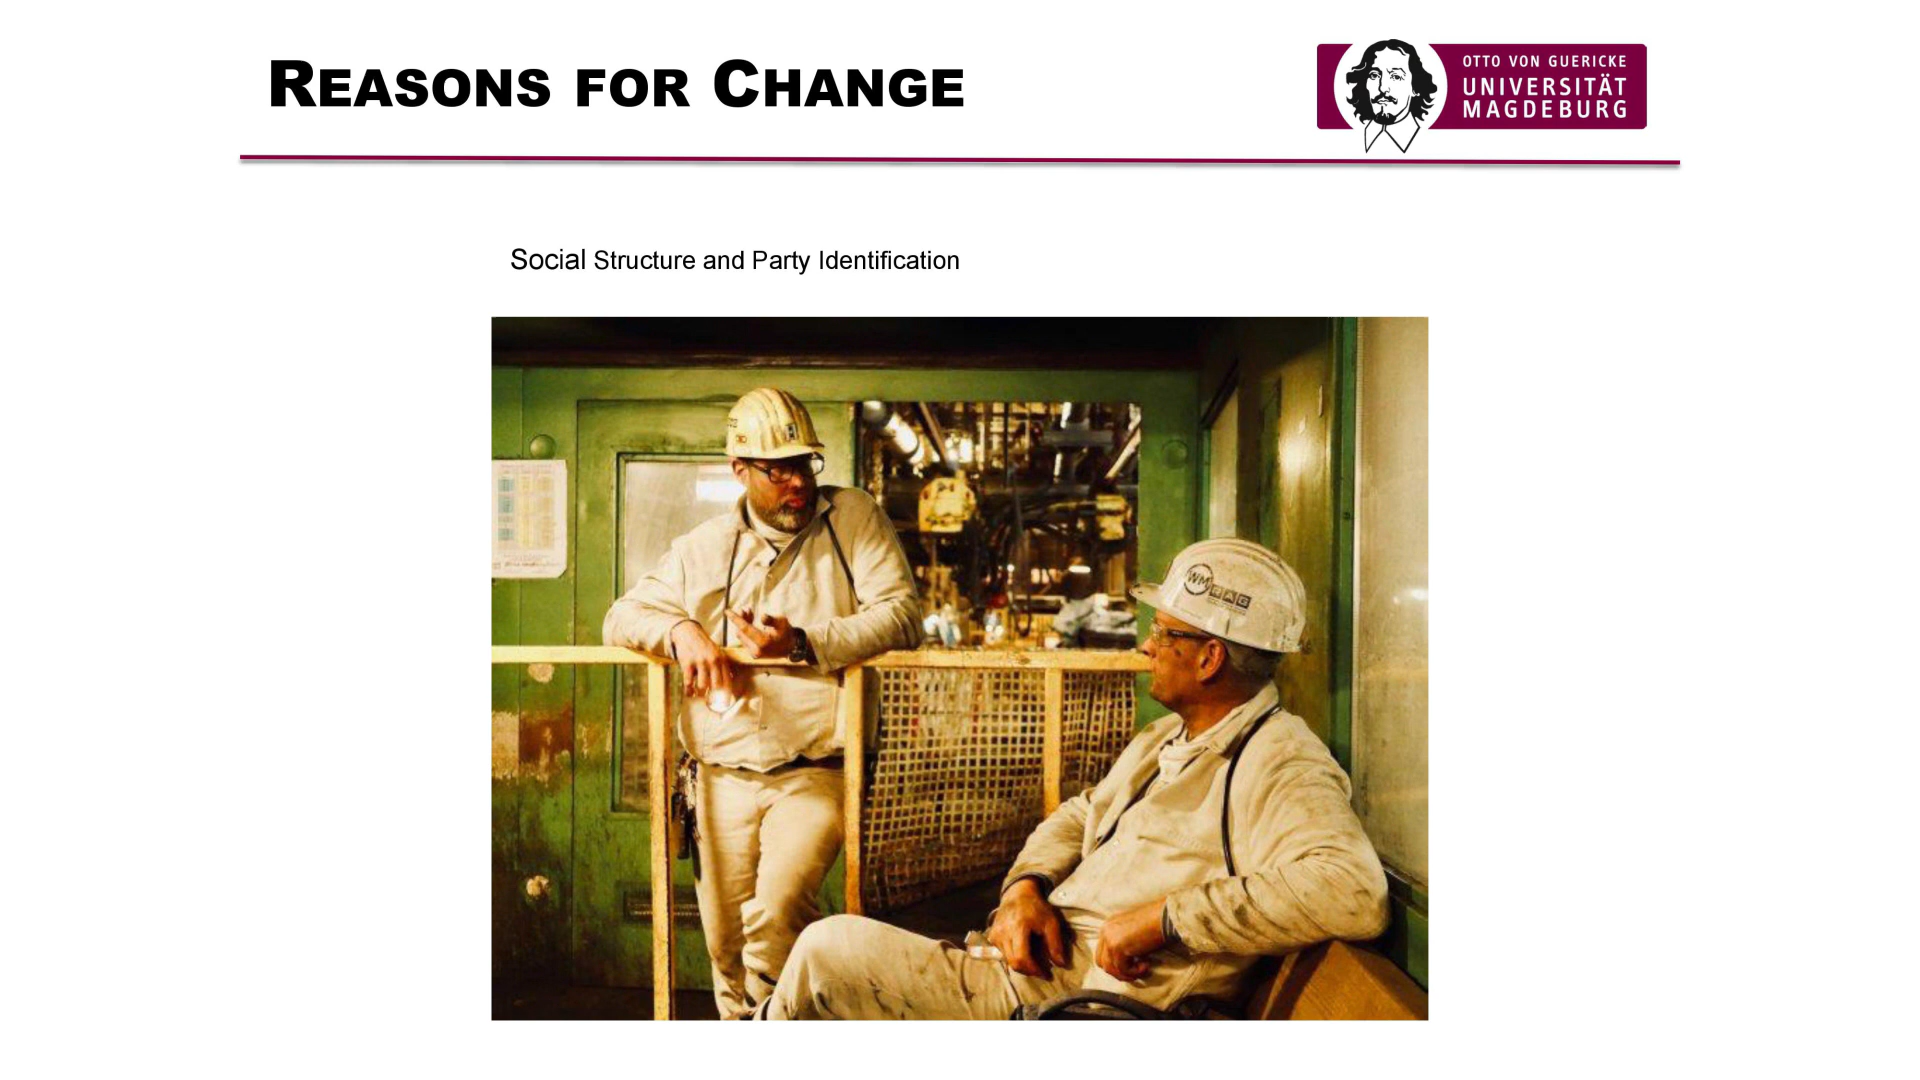 REASONS FOR CHANGE
OTTO VON GUERICKE
UNIVERSITÄT
MAGDEBURG
Social Structure and Party Identification
WM
RAG